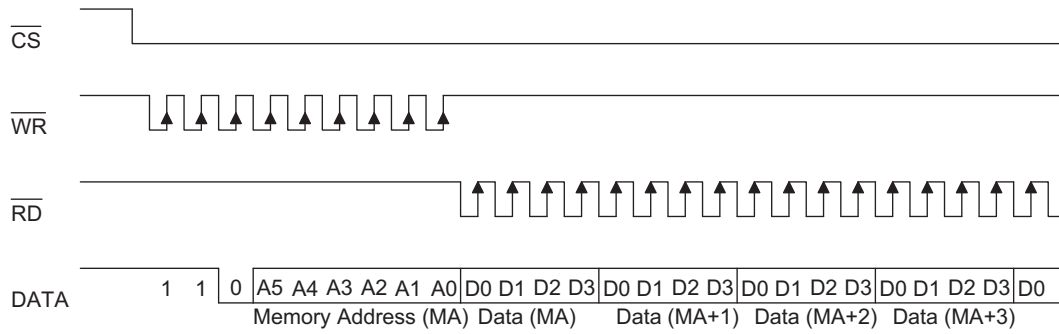 CS
WR
RD
DATA 1 1 0 A5 A4 A3 A2 A1 A0 D0 D1 D2 D3 D0 D1 D2 D3 D0 D1 D2 D3 D0 D1 D2 D3 D0
Memory Address (MA) Data (MA) Data (MA+1) Data (MA+2) Data (MA+3)